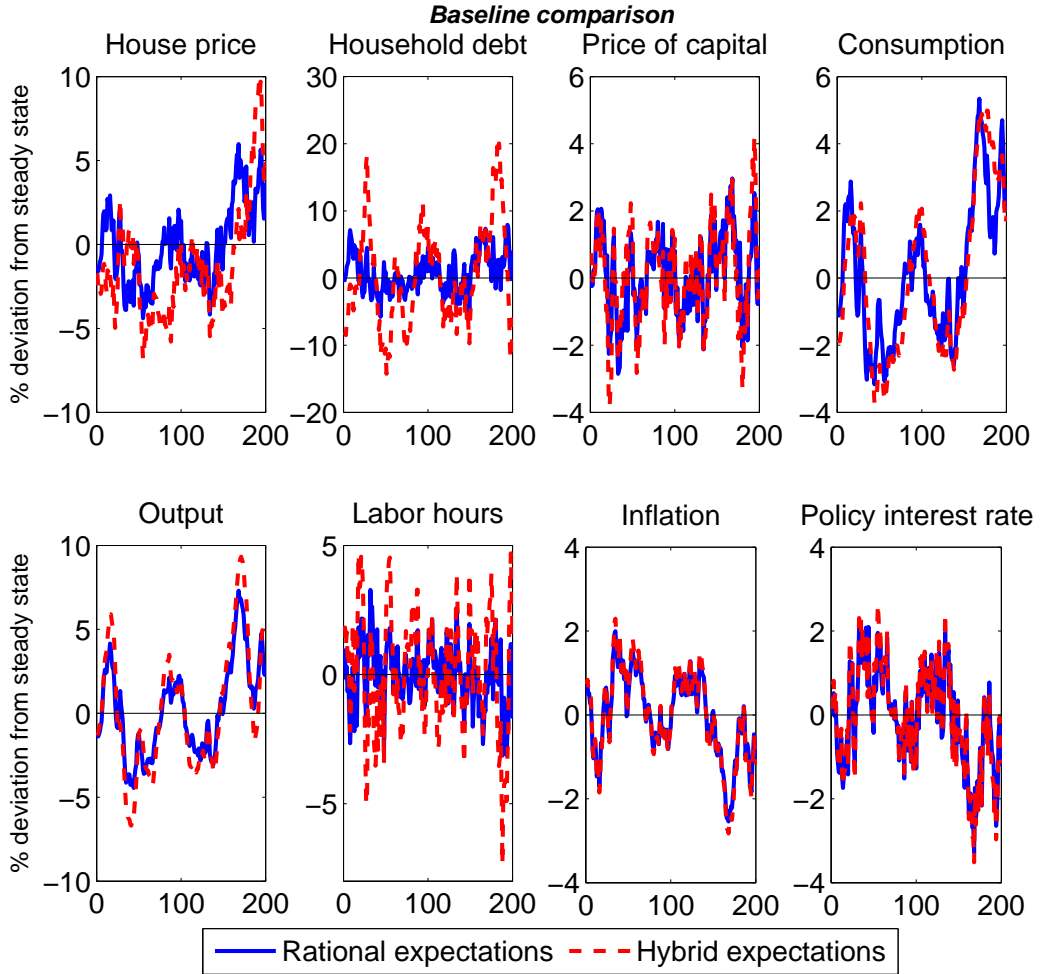 Baseline comparison
House price
Household debt
Price of capital
Consumption
% deviation from steady state
10
5
0
−5
−10
0 100 200
30
20
10
0
−10
−20
0 100 200
6
4
2
0
−2
−4
0 100 200
6
4
2
0
−2
−4
0 100 200
Output
Labor hours
Inflation
Policy interest rate
% deviation from steady state
10
5
0
−5
−10
0 100 200
5
0
−5
0 100 200
4
2
0
−2
−4
0 100 200
4
2
0
−2
−4
0 100 200
Rational expectations
Hybrid expectations